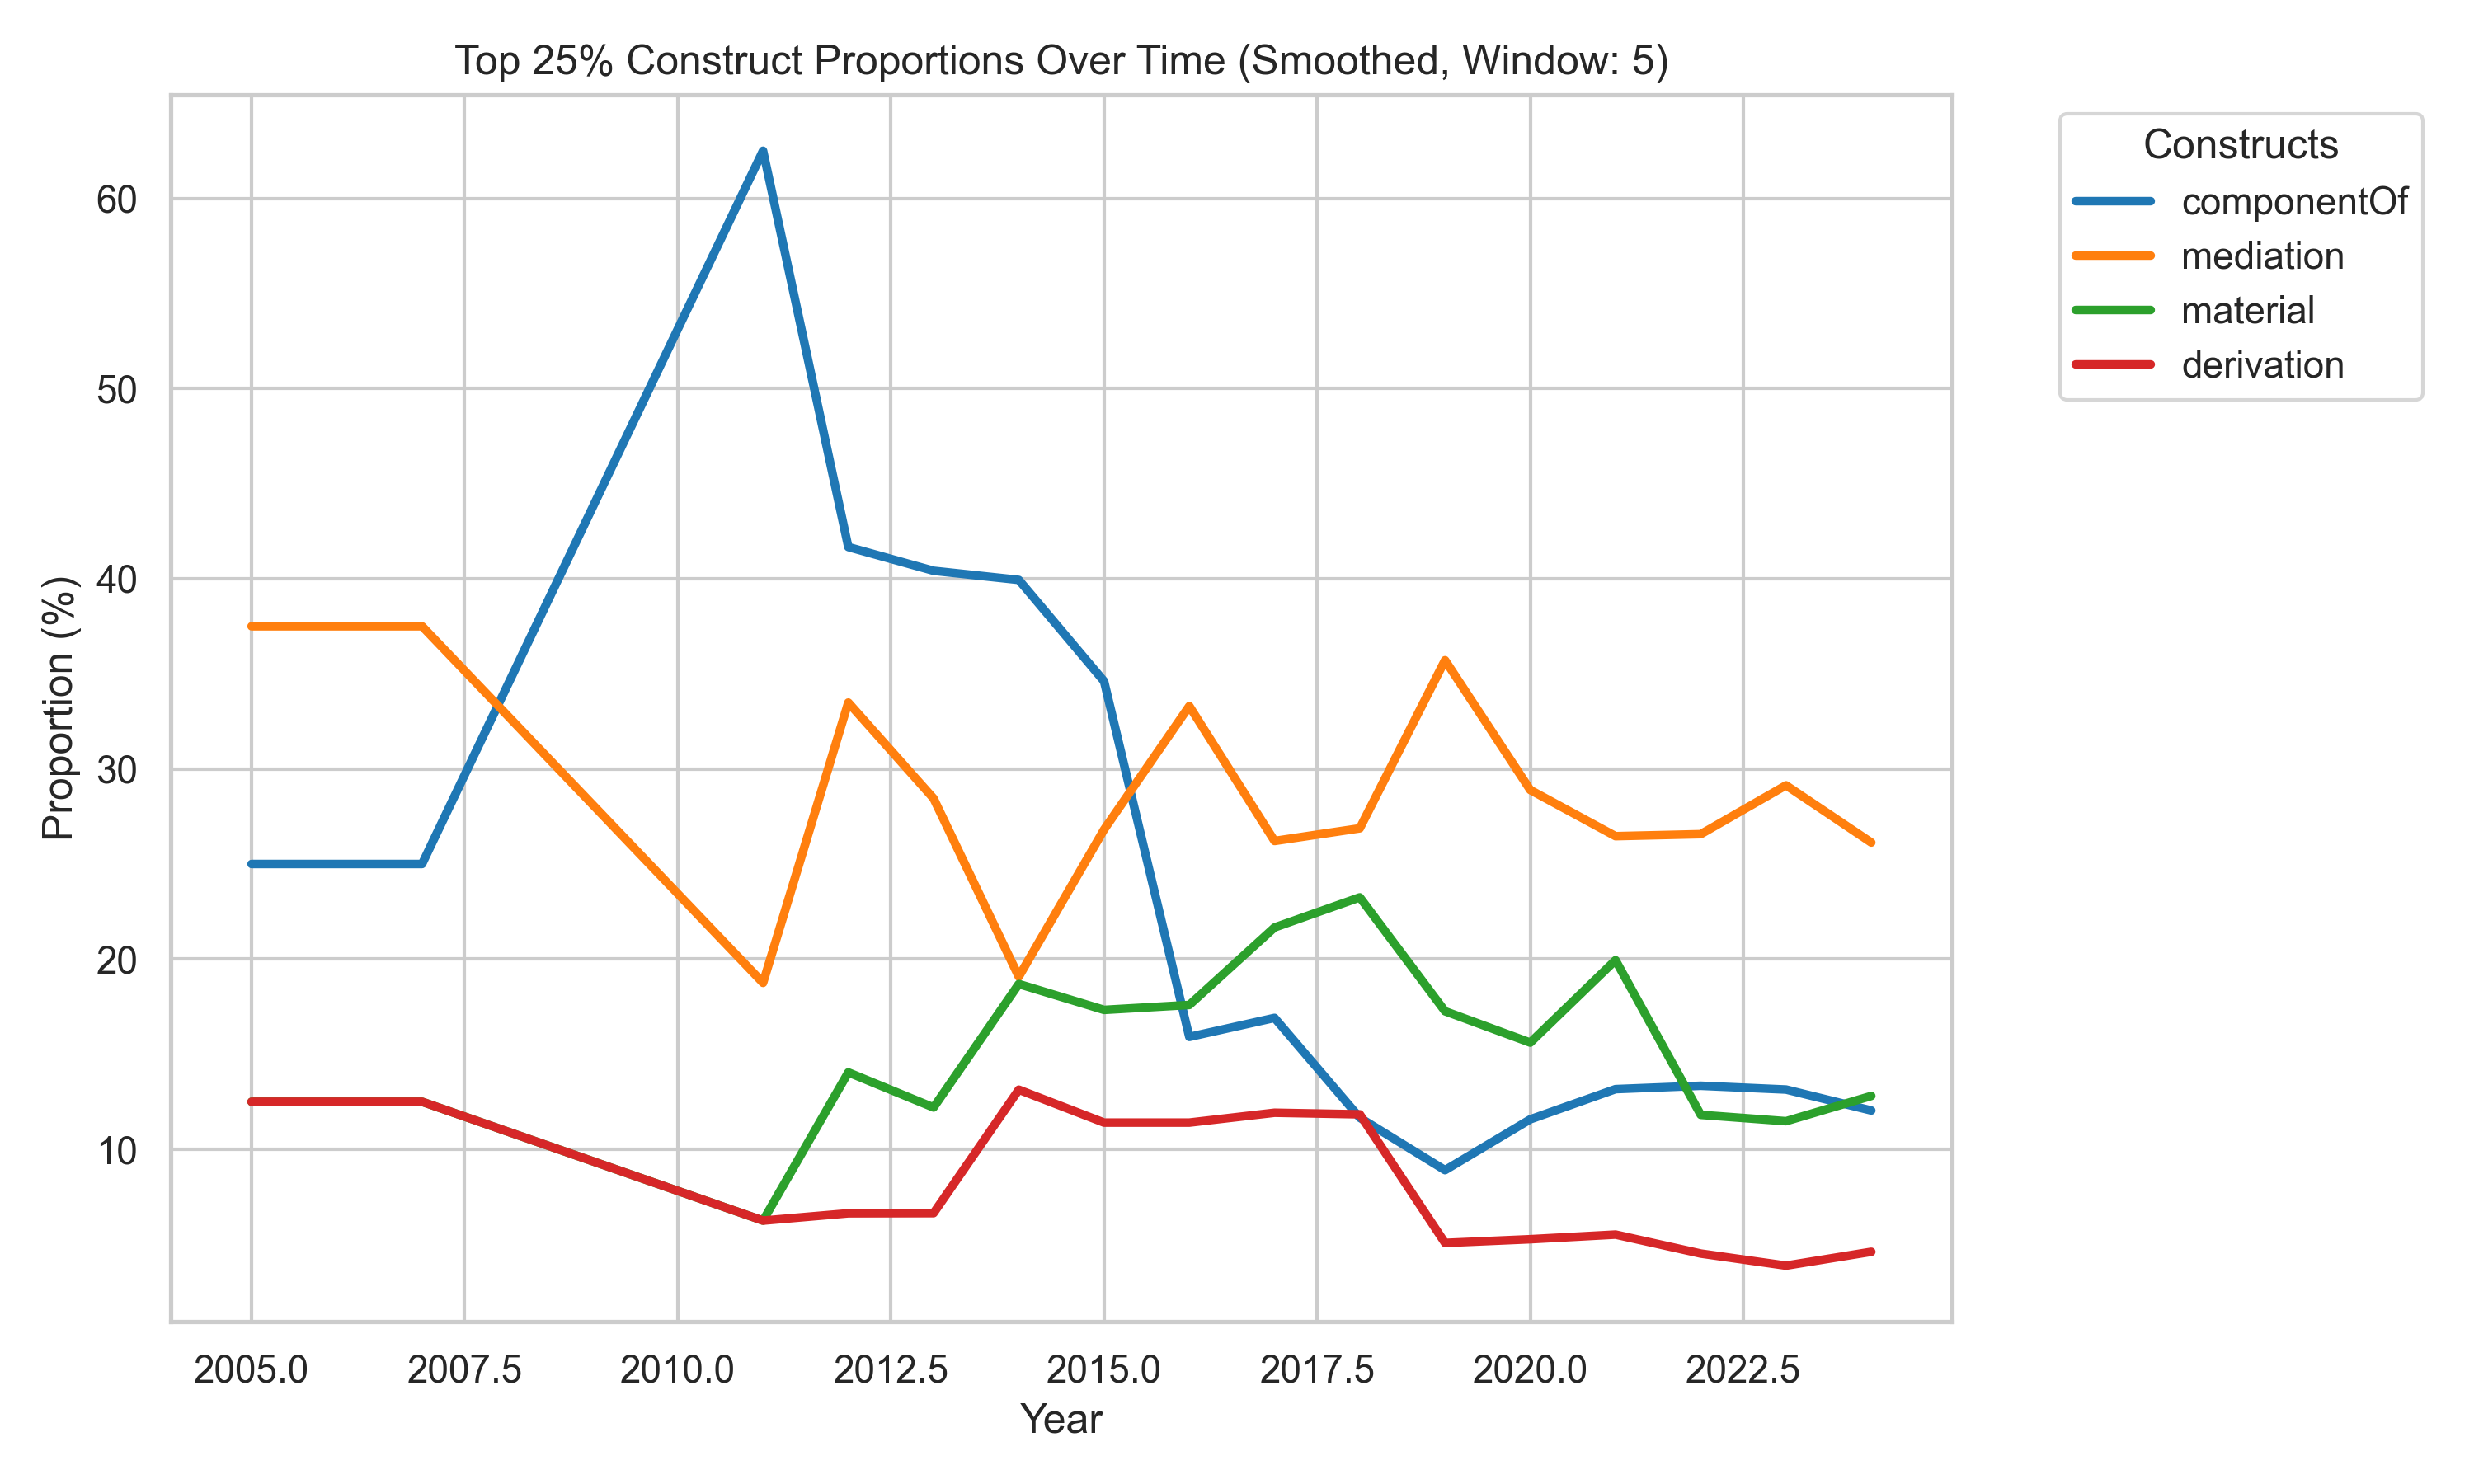 Top 25% Construct Proportions Over Time (Smoothed, Window: 5)
Constructs
componentOf
mediation
material
derivation
Proportion (%)
60
50
40
30
20
10
2005.0
2007.5
2010.0
2012.5
2015.0
2017.5
2020.0
2022.5
Year